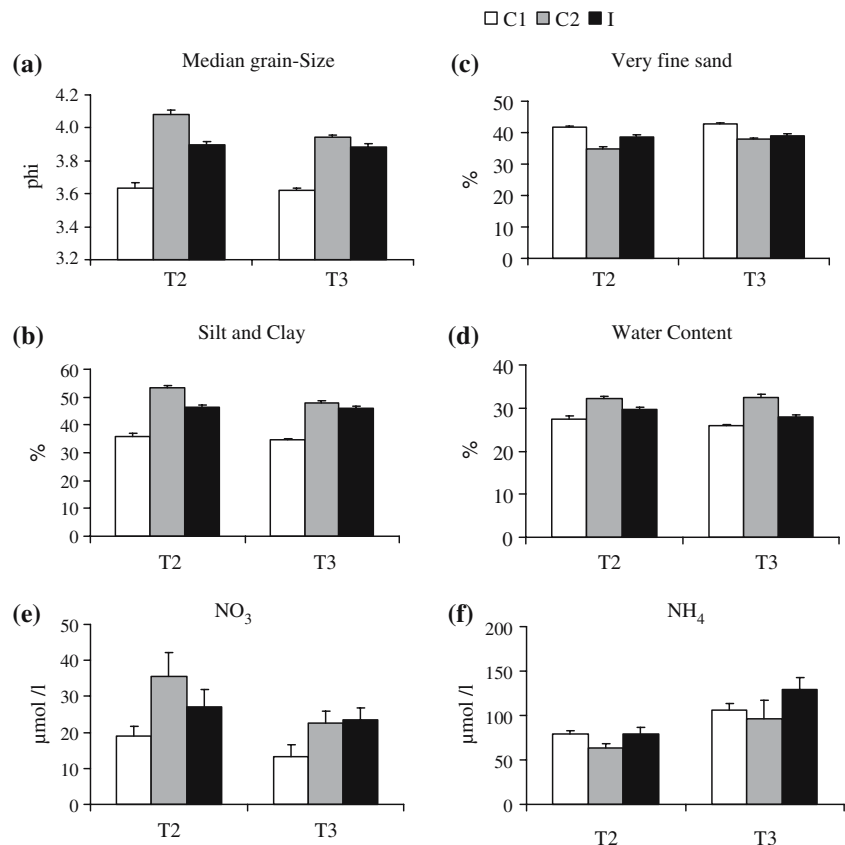 C1 C2 I
(a) Median grain-Size
4.2
4.0
3.8
3.6
3.4
3.2
phi
T2 T3
(c) Very fine sand
50
40
30
20
10
0
%
T2 T3
(b) Silt and Clay
60
50
40
30
20
10
0
%
T2 T3
(d) Water Content
40
30
20
10
0
%
T2 T3
(e) NO3
50
40
30
20
10
0
µmol /l
T2 T3
(f) NH4
200
150
100
50
0
µmol /l
T2 T3